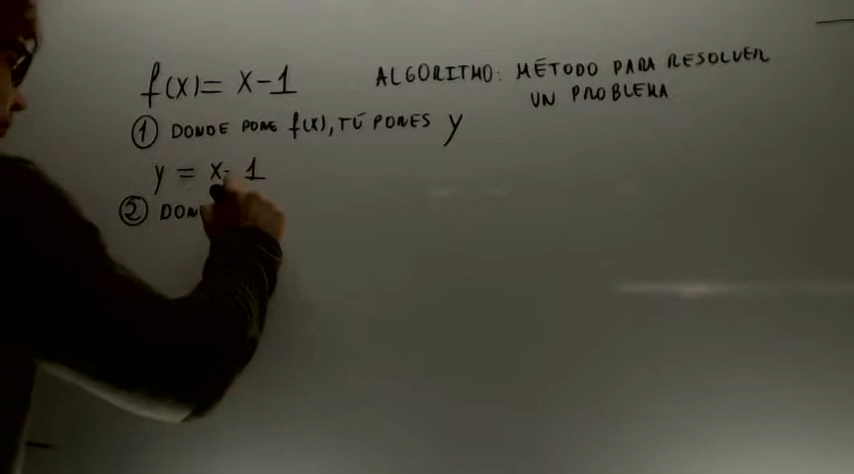 f(x)= x-1
ALGORITMO: MÉTODO PARA RESOLVER
UN PROBLEMA
① DONDE PONE f(x), TÚ PONES y
y = x- 1
② DON